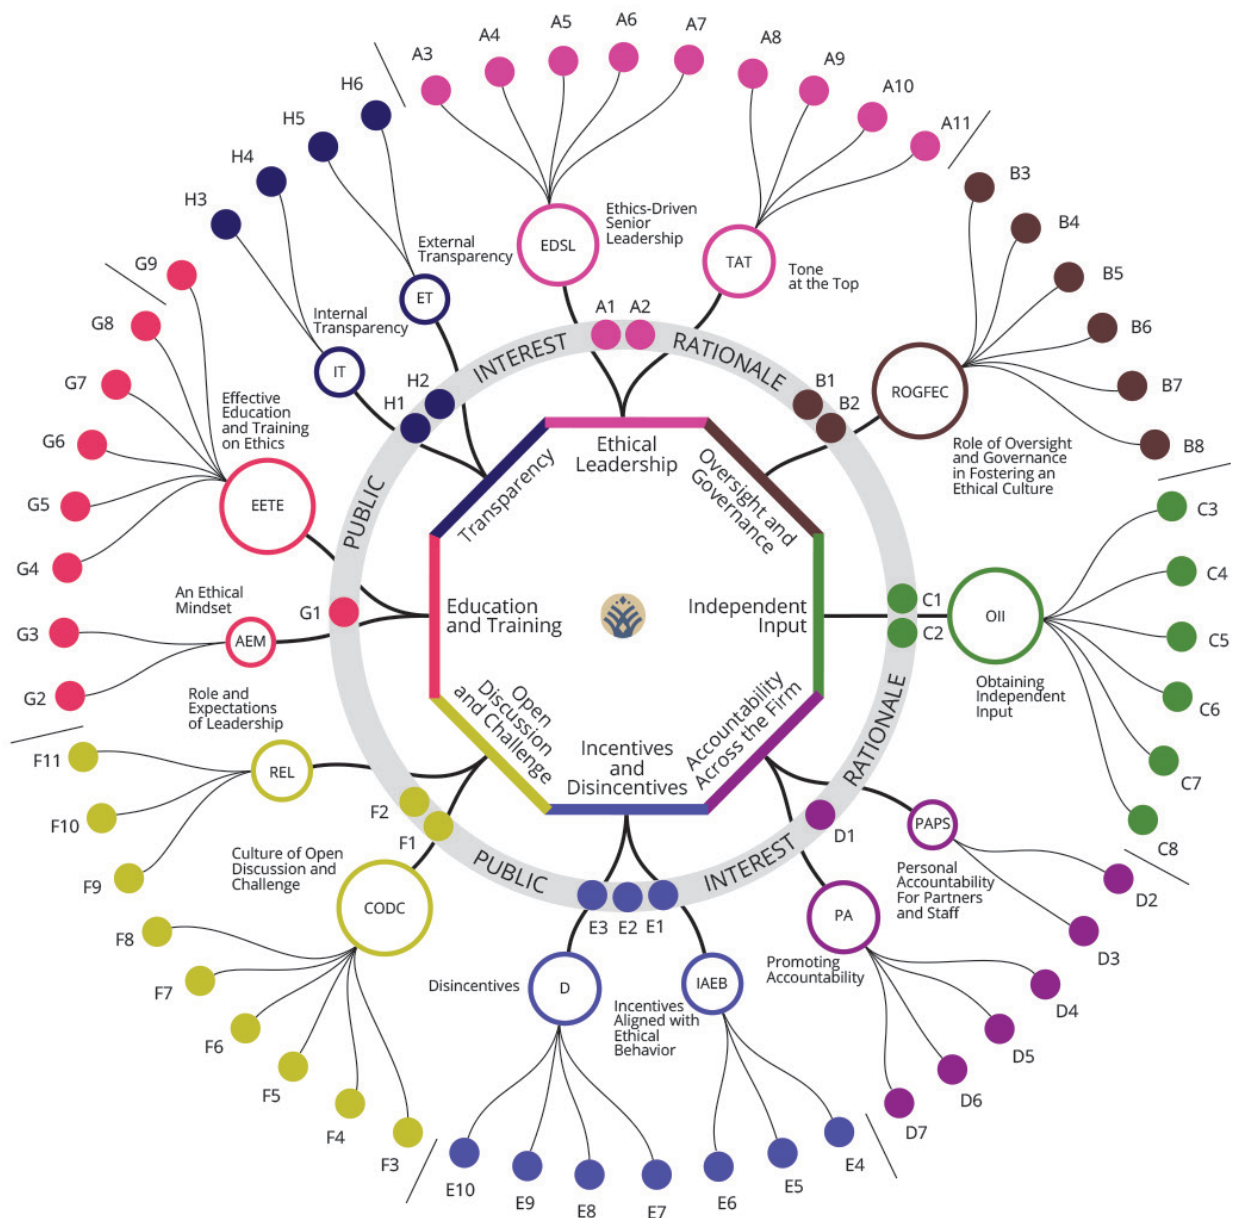 A3
A4
A5
A6
A7
A8
A9
A10
A11
EDSL
Ethics-Driven
Senior
Leadership
TAT
Tone
at the Top
A1
A2
B3
B4
B5
B6
B7
B8
ROGFEC
Role of Oversight
and Governance
in Fostering an
Ethical Culture
B1
B2
C3
C4
C5
C6
C7
C8
OII
Obtaining
Independent
Input
C1
C2
PAPS
Personal
Accountability
For Partners
and Staff
D2
D3
PA
Promoting
Accountability
D4
D5
D6
D7
D1
IAEB
Incentives
Aligned with
Ethical
Behavior
E4
E5
E6
D
Disincentives
E7
E8
E9
E10
E3
E2
E1
CODC
Culture of Open
Discussion and
Challenge
F3
F4
F5
F6
F7
F8
REL
Role and
Expectations
of Leadership
F9
F10
F11
F2
F1
AEM
An Ethical
Mindset
G2
G3
EETE
Effective
Education
and Training
on Ethics
G4
G5
G6
G7
G8
G9
G1
IT
Internal
Transparency
H3
H4
ET
External
Transparency
H5
H6
H1
H2
PUBLIC
INTEREST
RATIONALE
PUBLIC
INTEREST
RATIONALE
Ethical
Leadership
Oversight and
Governance
Independent
Input
Accountability
Across the Firm
Incentives
and
Disincentives
Open
Discussion
and Challenge
Education
and Training
Transparency